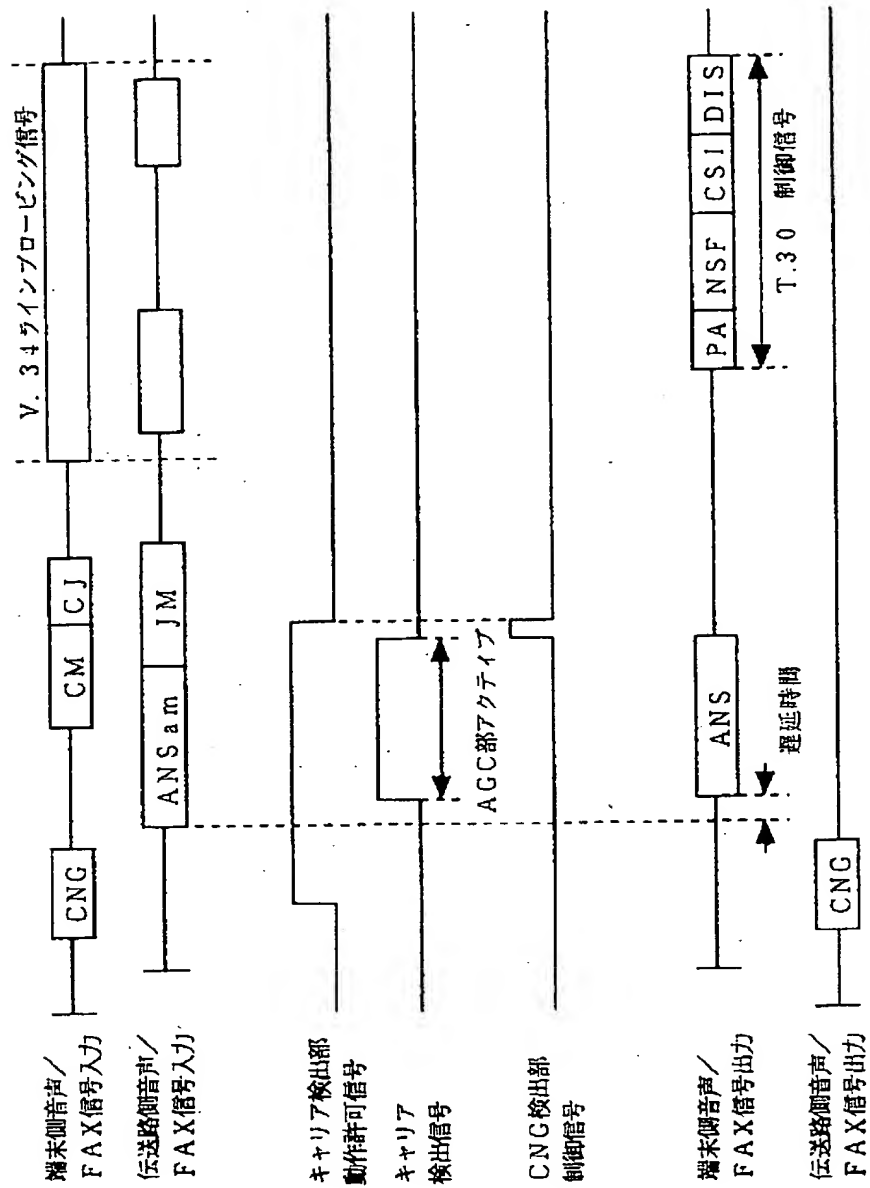 端末側音声／
FAX信号入力
CNG
CM
CJ
V.34ラインプロービング信号
伝送路側音声／
FAX信号入力
ANSam
JM
キャリア検出部
動作許可信号
キャリア
検出信号
AGC部アクティブ
CNG検出部
制御信号
端末側音声／
FAX信号出力
ANS
PA
NSF
CSI
DIS
遅延時間
T.30 制御信号
伝送路側音声／
FAX信号出力
CNG